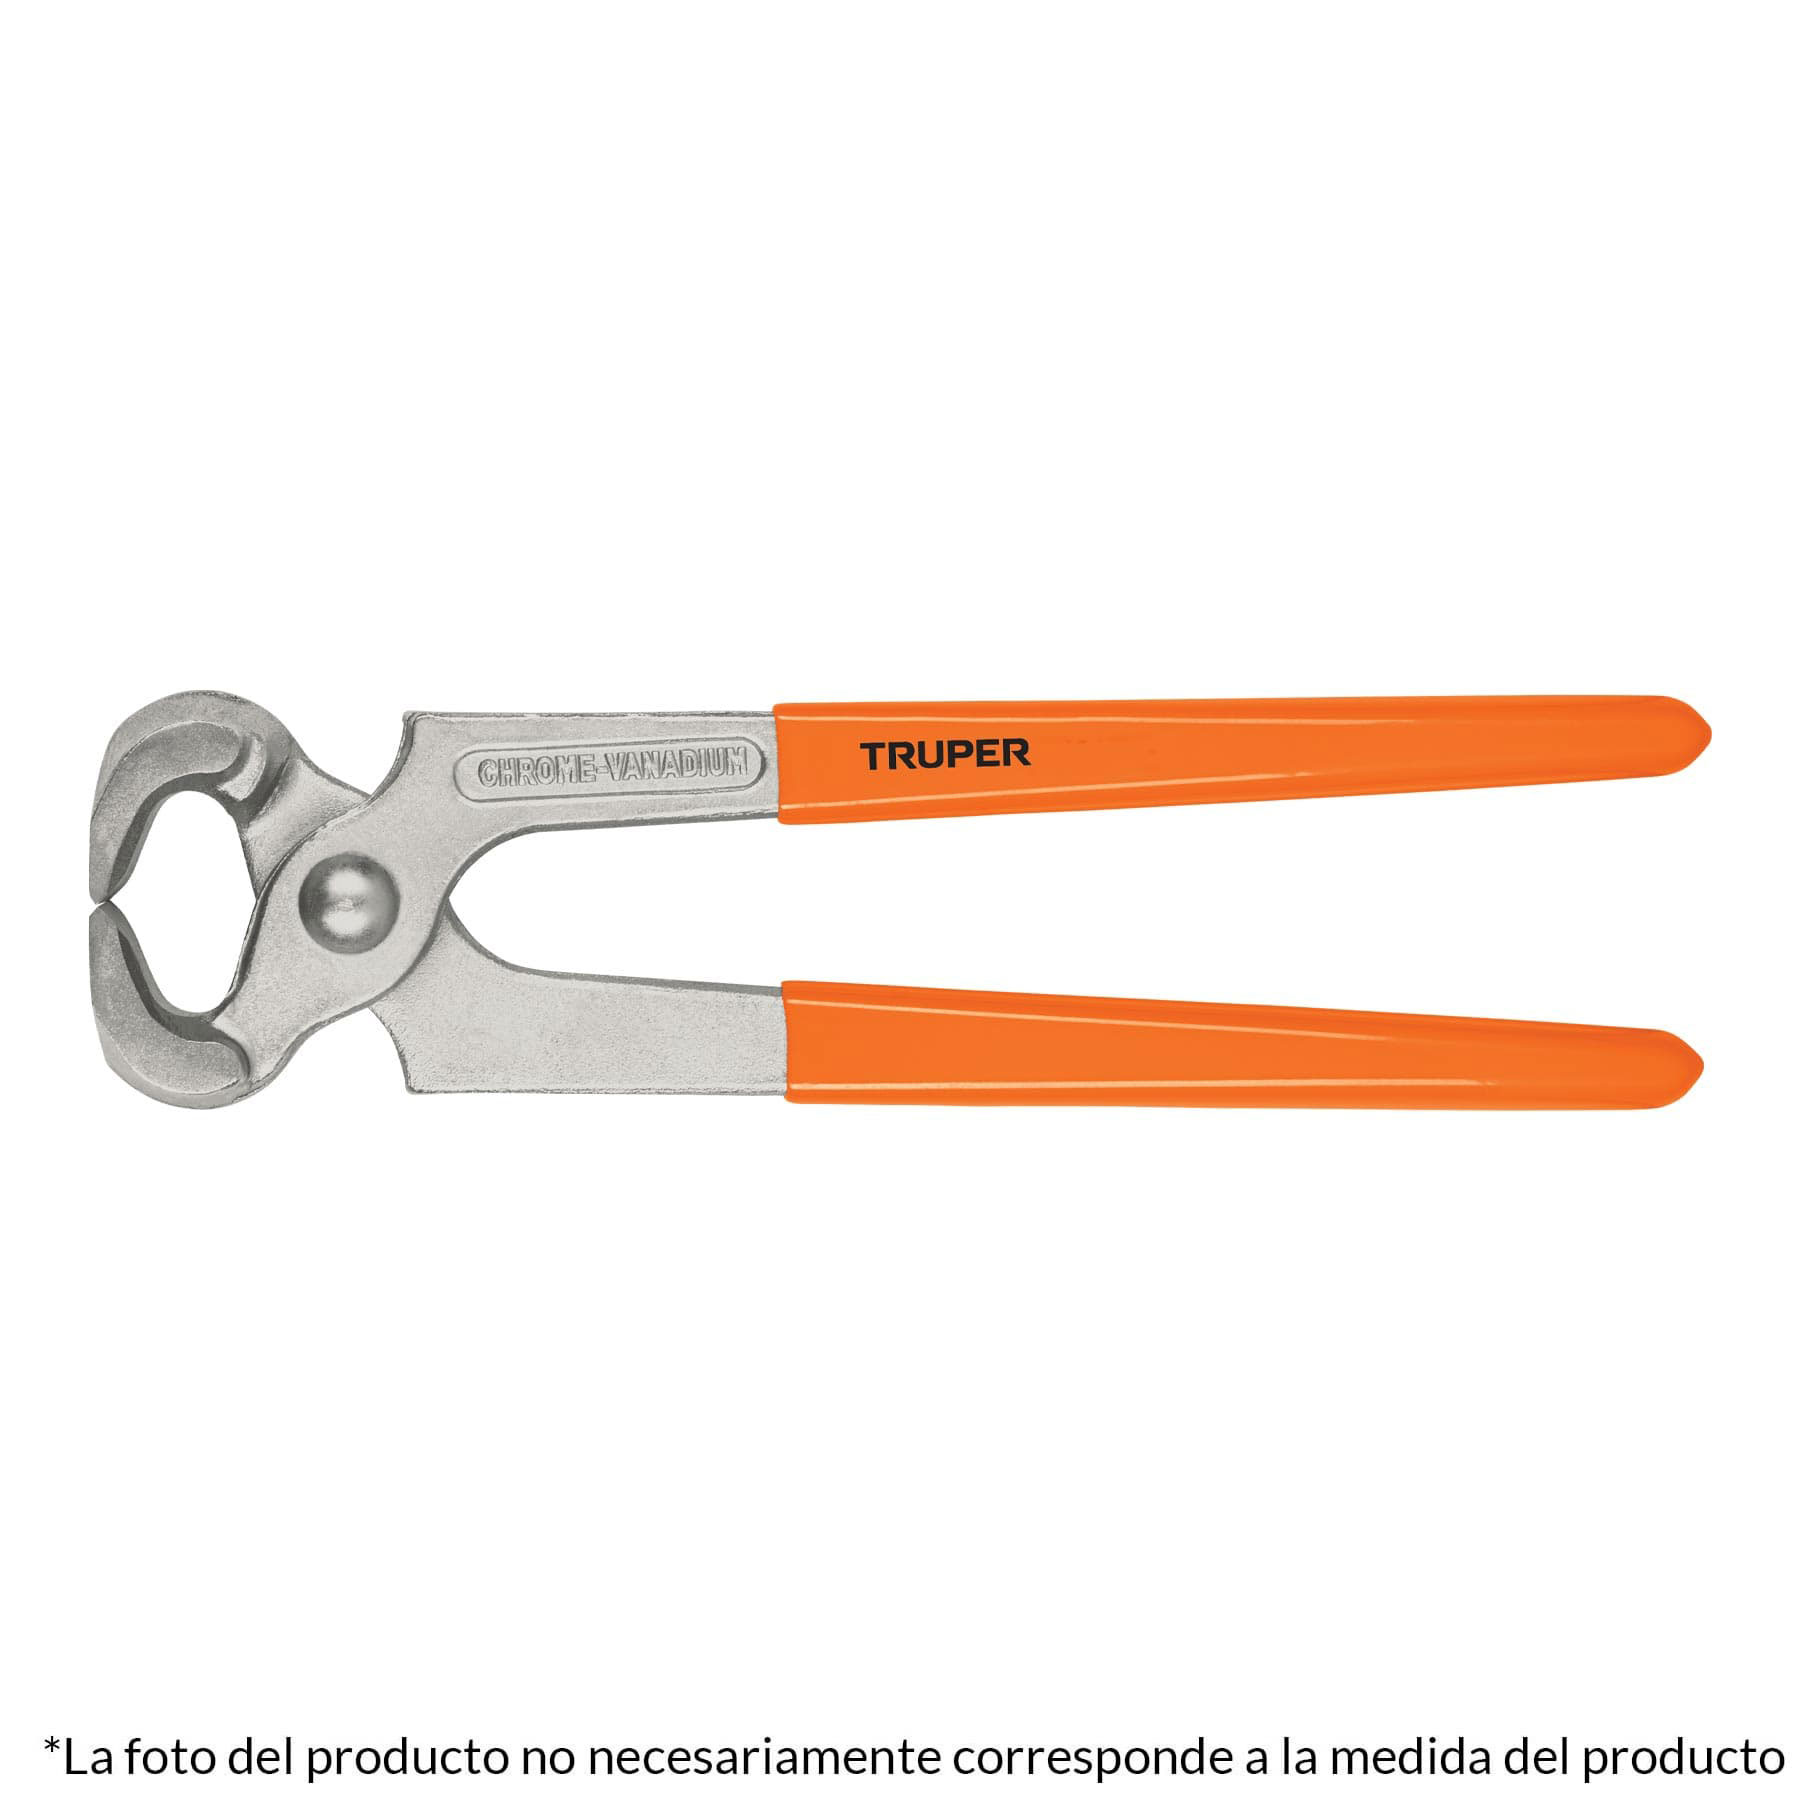 CHROME-VANADIUM
TRUPER
*La foto del producto no necesariamente corresponde a la medida del producto